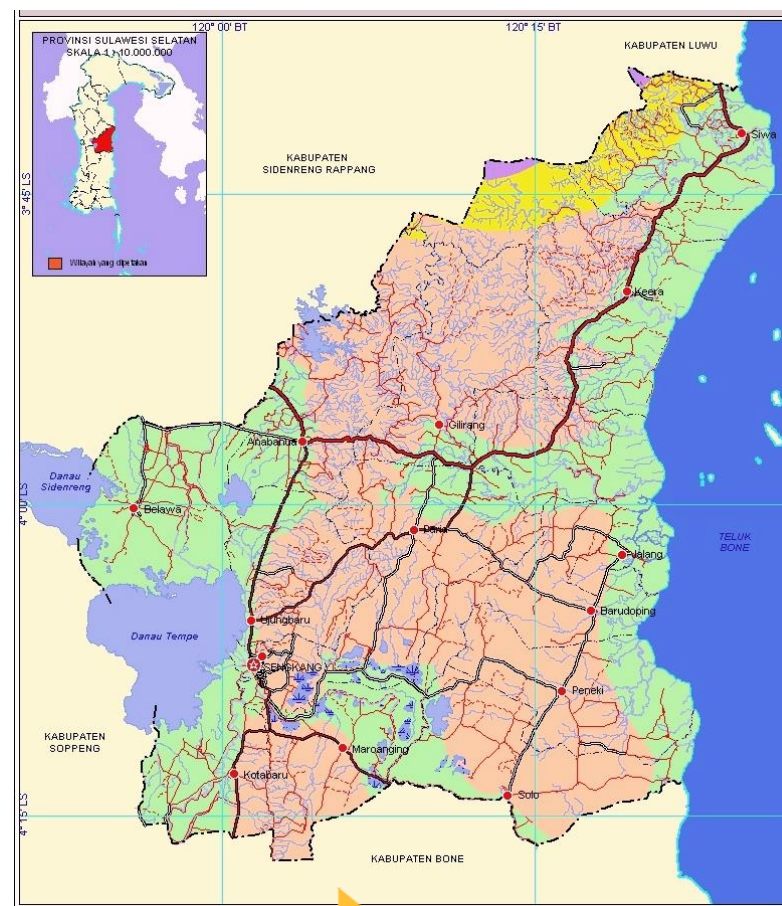 120° 00' BT
120° 15' BT
PROVINSI SULAWESI SELATAN
SKALA 1 : 10.000.000
Wilayah yang dipetakan
KABUPATEN LUWU
Siwa
KABUPATEN
SIDENRENG RAPPANG
3° 45' LS
Keera
Gilirang
Anabanua
Danau
Sidenreng
4° 00' LS
Belawa
Paria
Jalang
TELUK
BONE
Danau Tempe
Ujungbaru
Barudoping
SENGKANG
Peneki
KABUPATEN
SOPPENG
Maroanging
Kotabaru
Solo
4° 15' LS
KABUPATEN BONE